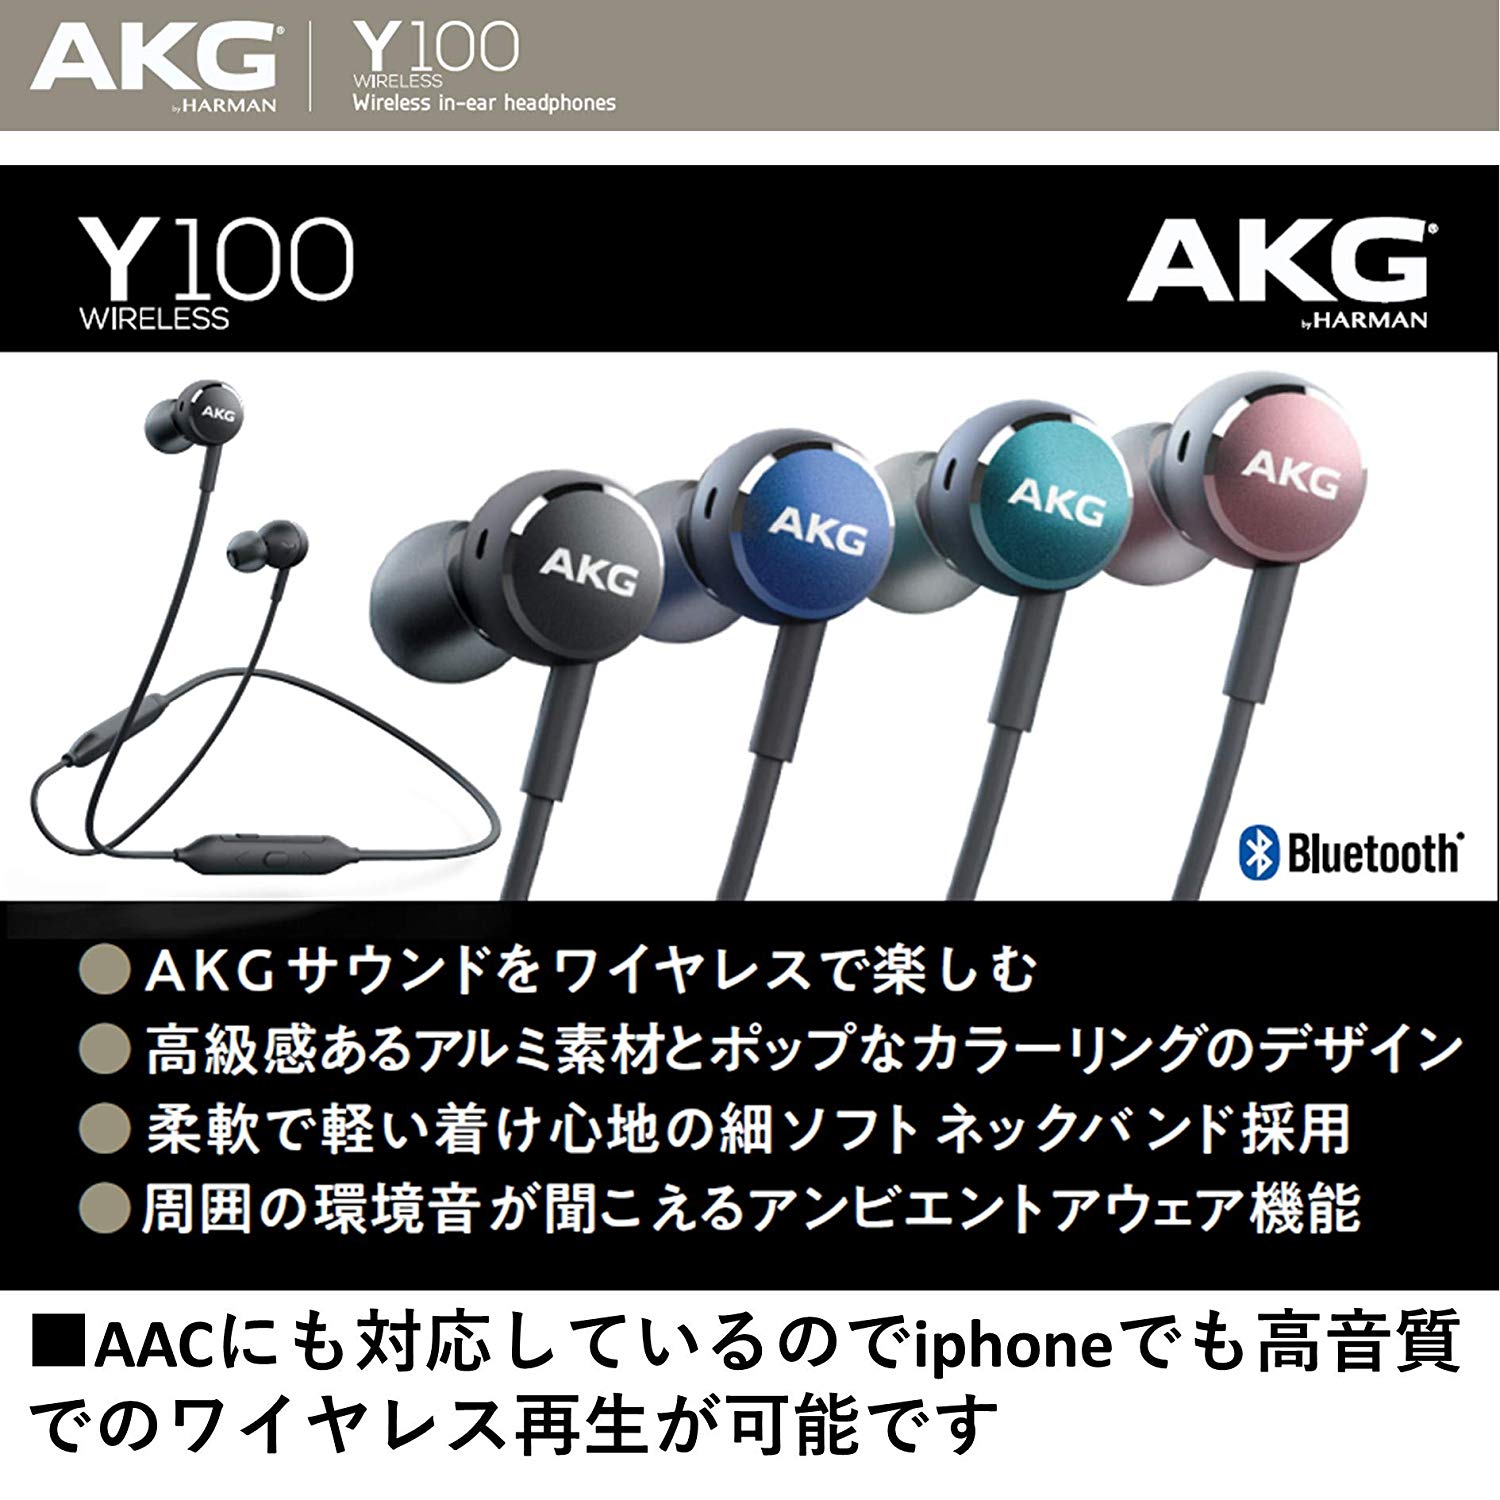 AKG®
by HARMAN
Y100
WIRELESS
Wireless in-ear headphones
Y100
WIRELESS
AKG®
by HARMAN
AKG
AKG
AKG
AKG
AKG
Bluetooth®
●AKGサウンドをワイヤレスで楽しむ
●高級感あるアルミ素材とポップなカラーリングのデザイン
●柔軟で軽い着け心地の細ソフトネックバンド採用
●周囲の環境音が聞こえるアンビエントアウェア機能
■AACにも対応しているのでiphoneでも高音質
でのワイヤレス再生が可能です